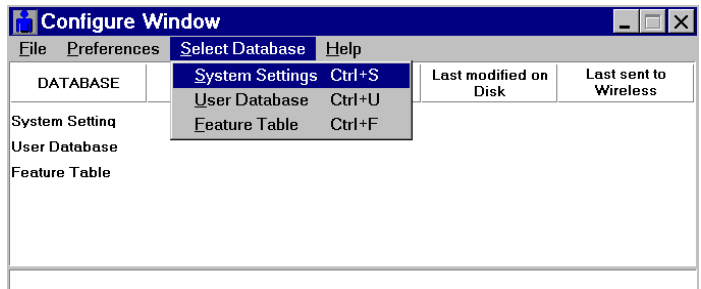 Configure Window
File Preferences Select Database Help
System Settings Ctrl+S
User Database Ctrl+U
Feature Table Ctrl+F
DATABASE
Last modified on
Disk
Last sent to
Wireless
System Setting
User Database
Feature Table